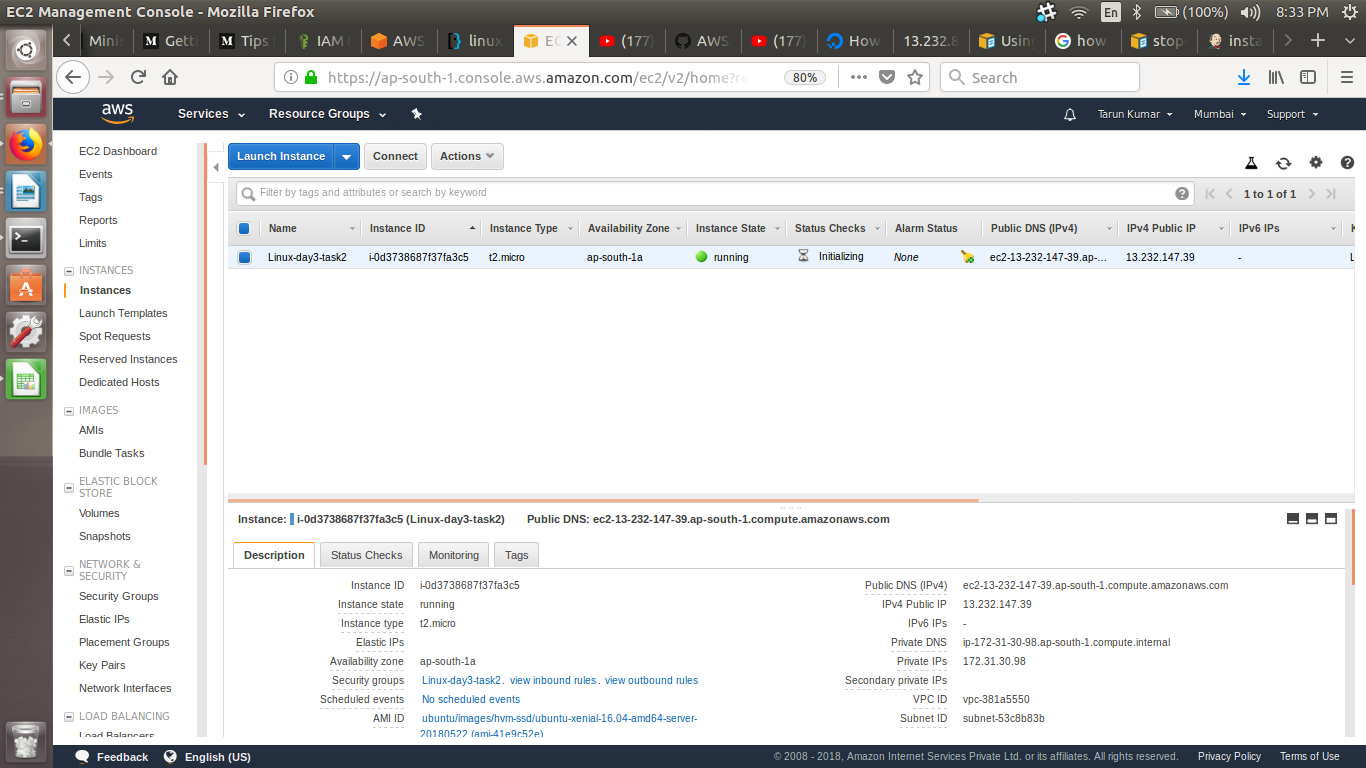 EC2 Management Console - Mozilla Firefox
En (100%) 8:33 PM
Minis Getti Tips IAM AWS linux EC (177) AWS (177) How 13.232.8 Using how stop insta
https://ap-south-1.console.aws.amazon.com/ec2/v2/home?re 80% Search
aws Services Resource Groups Tarun Kumar Mumbai Support
EC2 Dashboard
Events
Tags
Reports
Limits
INSTANCES
Instances
Launch Templates
Spot Requests
Reserved Instances
Dedicated Hosts
IMAGES
AMIs
Bundle Tasks
ELASTIC BLOCK
STORE
Volumes
Snapshots
NETWORK &
SECURITY
Security Groups
Elastic IPs
Placement Groups
Key Pairs
Network Interfaces
LOAD BALANCING
Load Balancers
Launch Instance Connect Actions
Filter by tags and attributes or search by keyword 1 to 1 of 1
Name Instance ID Instance Type Availability Zone Instance State Status Checks Alarm Status Public DNS (IPv4) IPv4 Public IP IPv6 IPs K
Linux-day3-task2 i-0d3738687f37fa3c5 t2.micro ap-south-1a running Initializing None ec2-13-232-147-39.ap-... 13.232.147.39 - L
Instance: i-0d3738687f37fa3c5 (Linux-day3-task2) Public DNS: ec2-13-232-147-39.ap-south-1.compute.amazonaws.com
Description Status Checks Monitoring Tags
Instance ID i-0d3738687f37fa3c5 Public DNS (IPv4) ec2-13-232-147-39.ap-south-1.compute.amazonaws.com
Instance state running IPv4 Public IP 13.232.147.39
Instance type t2.micro IPv6 IPs -
Elastic IPs Private DNS ip-172-31-30-98.ap-south-1.compute.internal
Availability zone ap-south-1a Private IPs 172.31.30.98
Security groups Linux-day3-task2. view inbound rules. view outbound rules Secondary private IPs
Scheduled events No scheduled events VPC ID vpc-381a5550
AMI ID ubuntu/images/hvm-ssd/ubuntu-xenial-16.04-amd64-server- Subnet ID subnet-53c8b83b
20180522 (ami-41e9c52e)
Feedback English (US) © 2008 - 2018, Amazon Internet Services Private Ltd. or its affiliates. All rights reserved. Privacy Policy Terms of Use